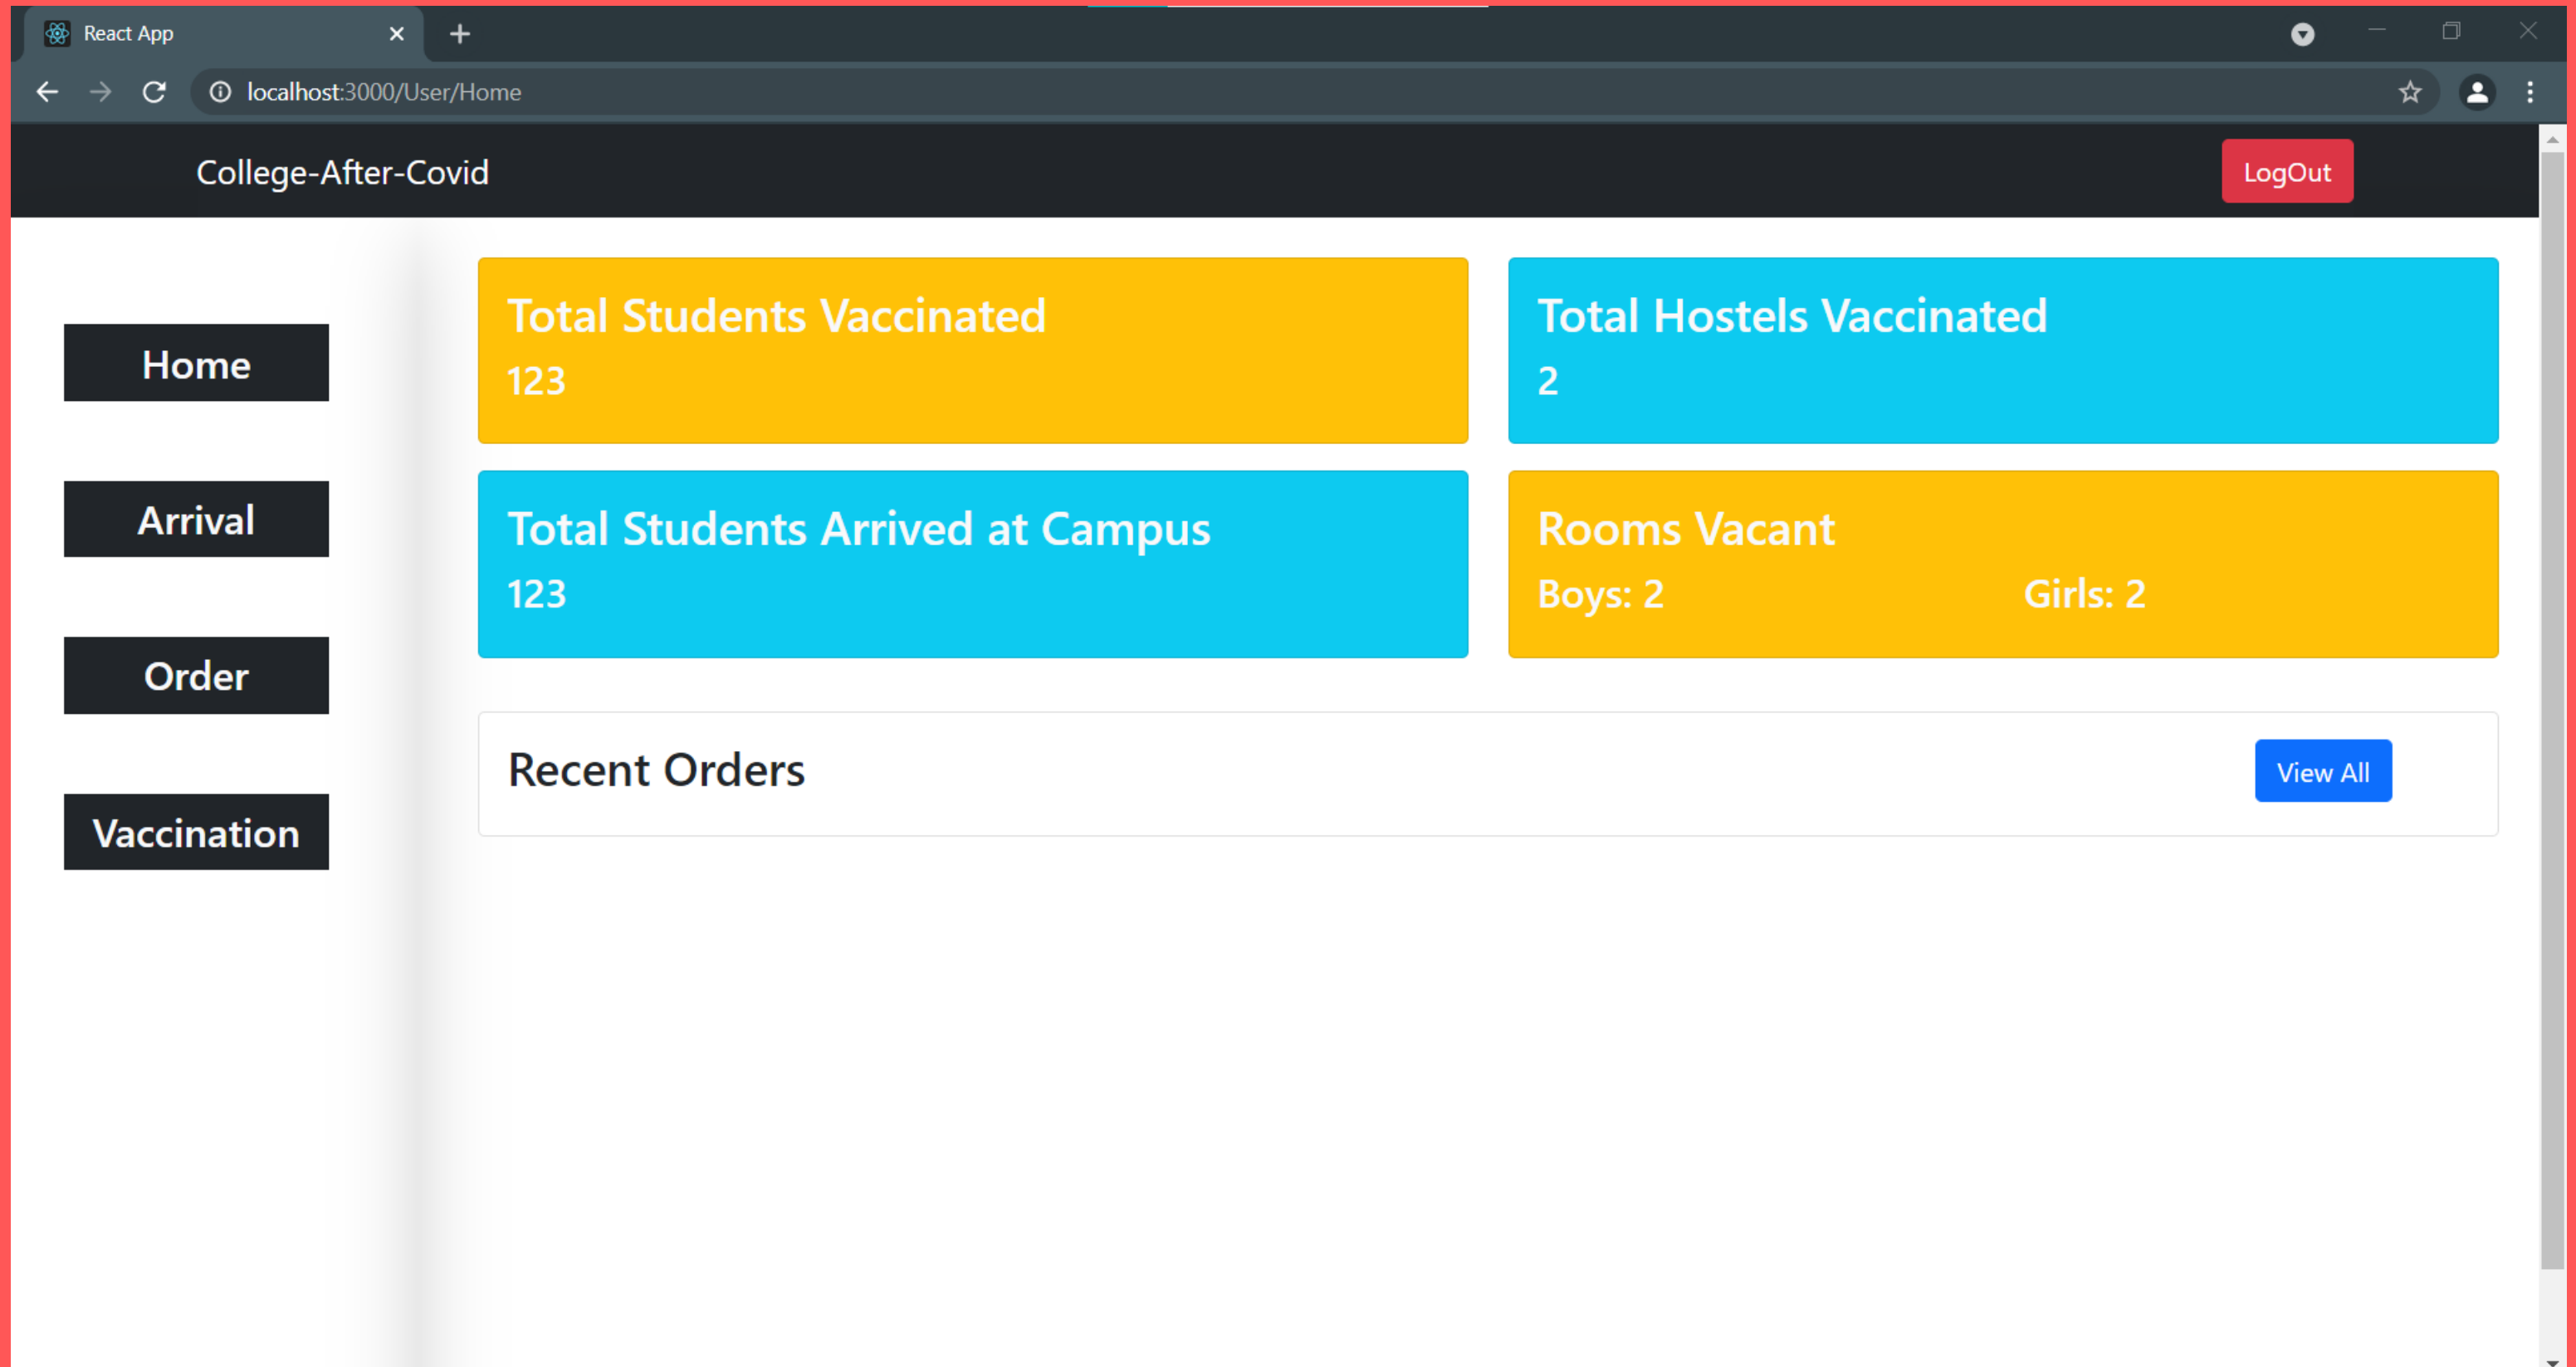 React App
localhost:3000/User/Home
College-After-Covid
LogOut
Home
Arrival
Order
Vaccination
Total Students Vaccinated
123
Total Hostels Vaccinated
2
Total Students Arrived at Campus
123
Rooms Vacant
Boys: 2 Girls: 2
Recent Orders
View All